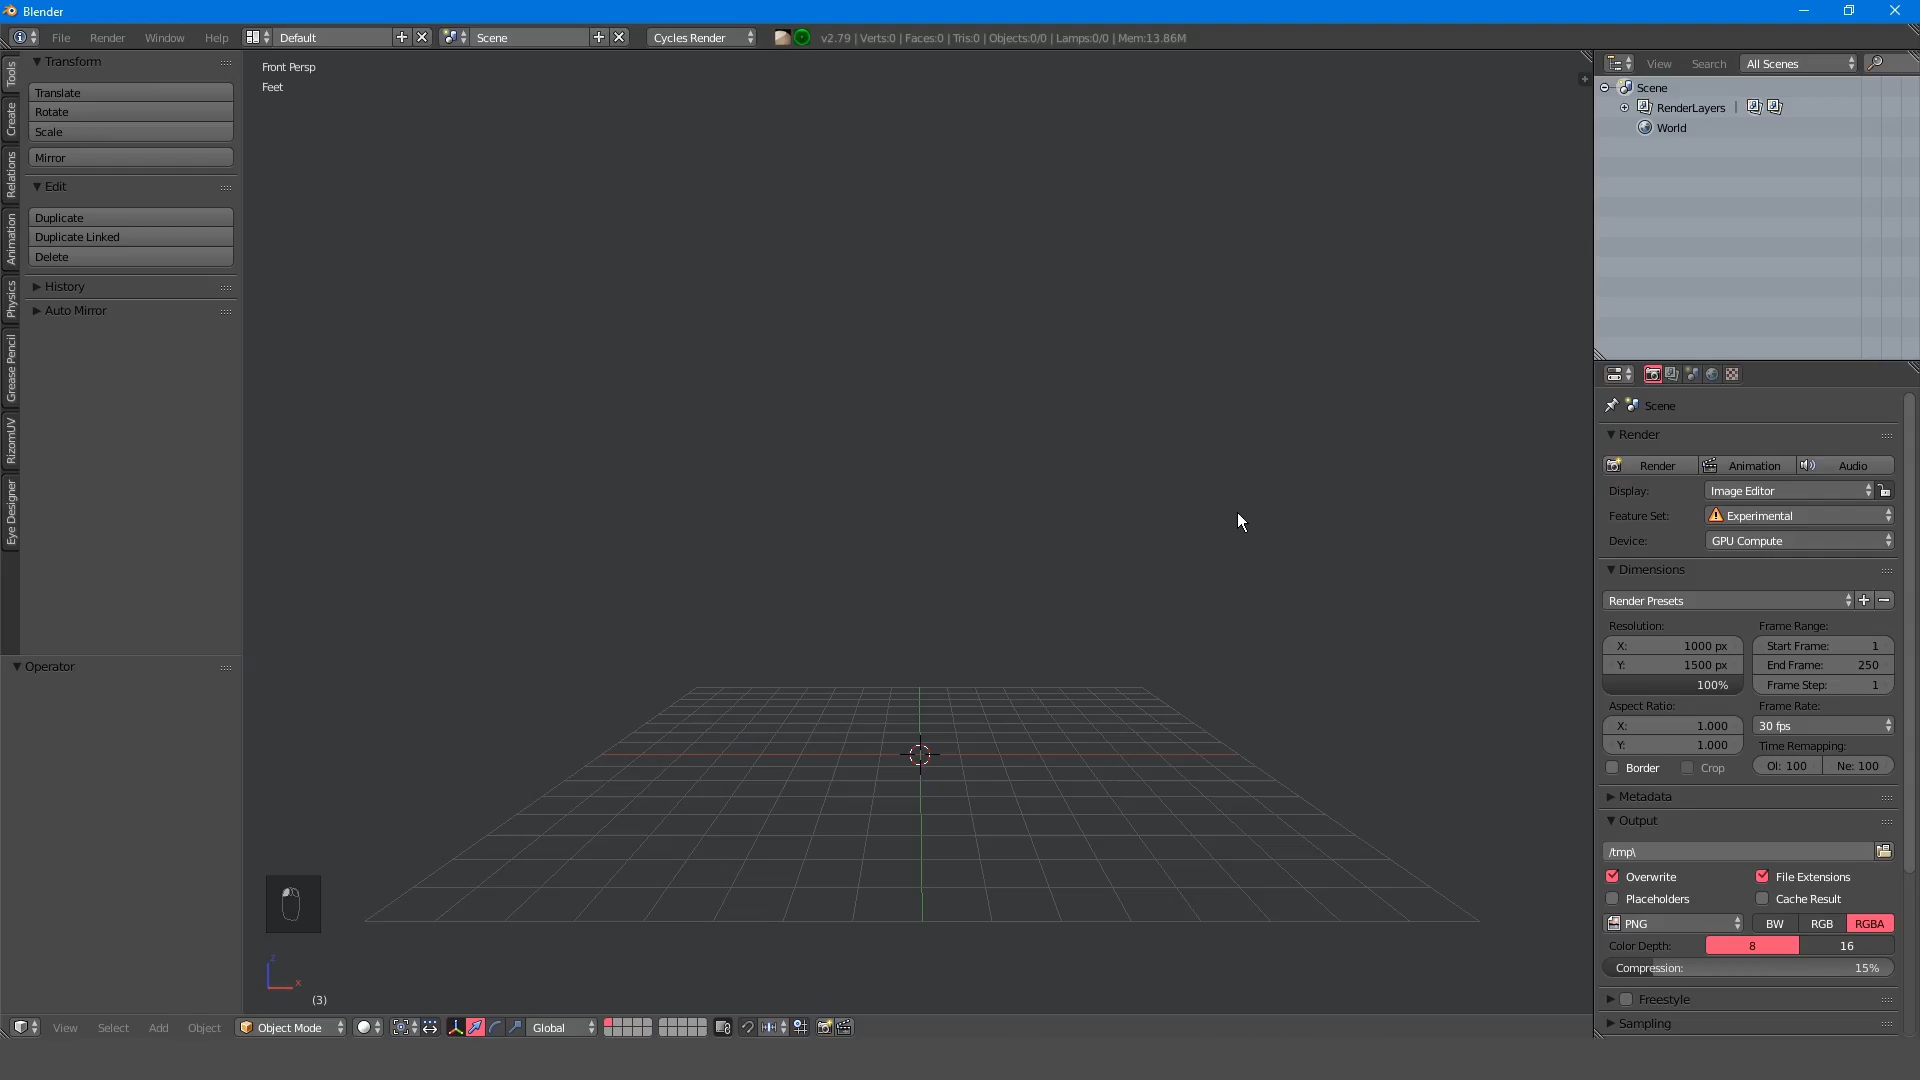 Blender
File Render Window Help Default Scene Cycles Render v2.79 | Verts:0 | Faces:0 | Tris:0 | Objects:0/0 | Lamps:0/0 | Mem:13.86M
Tools
Create
Relations
Animation
Physics
Grease Pencil
RizomUV
Eye Designer
Transform
Translate
Rotate
Scale
Mirror
Edit
Duplicate
Duplicate Linked
Delete
History
Auto Mirror
Operator
Front Persp
Feet
z
x
(3)
View Select Add Object Object Mode Global
View Search All Scenes
Scene
RenderLayers |
World
Scene
Render
Render Animation Audio
Display: Image Editor
Feature Set: Experimental
Device: GPU Compute
Dimensions
Render Presets
Resolution: Frame Range:
X: 1000 px Start Frame: 1
Y: 1500 px End Frame: 250
100% Frame Step: 1
Aspect Ratio: Frame Rate:
X: 1.000 30 fps
Y: 1.000 Time Remapping:
Border Crop Ol: 100 Ne: 100
Metadata
Output
/tmp\
Overwrite File Extensions
Placeholders Cache Result
PNG BW RGB RGBA
Color Depth: 8 16
Compression: 15%
Freestyle
Sampling